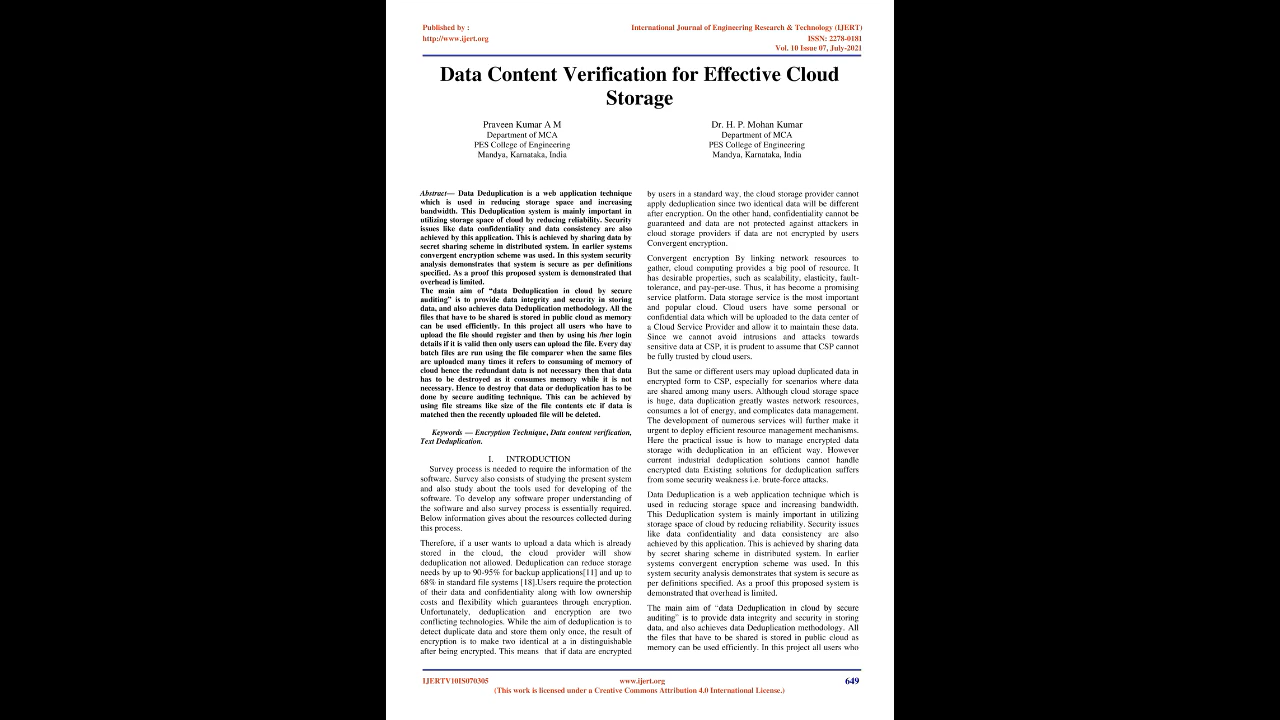 Published by :
http://www.ijert.org
International Journal of Engineering Research & Technology (IJERT)
ISSN: 2278-0181
Vol. 10 Issue 07, July-2021
Data Content Verification for Effective Cloud
Storage
Praveen Kumar A M
Department of MCA
PES College of Engineering
Mandya, Karnataka, India
Dr. H. P. Mohan Kumar
Department of MCA
PES College of Engineering
Mandya, Karnataka, India
Abstract— Data Deduplication is a web application technique
which is used in reducing storage space and increasing
bandwidth. This Deduplication system is mainly important in
utilizing storage space of cloud by reducing reliability. Security
issues like data confidentiality and data consistency are also
achieved by this application. This is achieved by sharing data by
secret sharing scheme in distributed system. In earlier systems
convergent encryption scheme was used. In this system security
analysis demonstrates that system is secure as per definitions
specified. As a proof this proposed system is demonstrated that
overhead is limited.
The main aim of “data Deduplication in cloud by secure
auditing” is to provide data integrity and security in storing
data, and also achieves data Deduplication methodology. All the
files that have to be shared is stored in public cloud as memory
can be used efficiently. In this project all users who have to
upload the file should register and then by using his /her login
details if it is valid then only users can upload the file. Every day
batch files are run using the file comparer when the same files
are uploaded many times it refers to consuming of memory of
cloud hence the redundant data is not necessary then that data
has to be destroyed as it consumes memory while it is not
necessary. Hence to destroy that data or deduplication has to be
done by secure auditing technique. This can be achieved by
using file streams like size of the file contents etc if data is
matched then the recently uploaded file will be deleted.
Keywords — Encryption Technique, Data content verification,
Text Deduplication.
I. INTRODUCTION
Survey process is needed to require the information of the
software. Survey also consists of studying the present system
and also study about the tools used for developing of the
software. To develop any software proper understanding of
the software and also survey process is essentially required.
Below information gives about the resources collected during
this process.
Therefore, if a user wants to upload a data which is already
stored in the cloud, the cloud provider will show
deduplication not allowed. Deduplication can reduce storage
needs by up to 90-95% for backup applications[11] and up to
68% in standard file systems [18].Users require the protection
of their data and confidentiality along with low ownership
costs and flexibility which guarantees through encryption.
Unfortunately, deduplication and encryption are two
conflicting technologies. While the aim of deduplication is to
detect duplicate data and store them only once, the result of
encryption is to make two identical at a in distinguishable
after being encrypted. This means that if data are encrypted
by users in a standard way, the cloud storage provider cannot
apply deduplication since two identical data will be different
after encryption. On the other hand, confidentiality cannot be
guaranteed and data are not protected against attackers in
cloud storage providers if data are not encrypted by users
Convergent encryption.
Convergent encryption By linking network resources to
gather, cloud computing provides a big pool of resource. It
has desirable properties, such as scalability, elasticity, fault-
tolerance, and pay-per-use. Thus, it has become a promising
service platform. Data storage service is the most important
and popular cloud. Cloud users have some personal or
confidential data which will be uploaded to the data center of
a Cloud Service Provider and allow it to maintain these data.
Since we cannot avoid intrusions and attacks towards
sensitive data at CSP, it is prudent to assume that CSP cannot
be fully trusted by cloud users.
But the same or different users may upload duplicated data in
encrypted form to CSP, especially for scenarios where data
are shared among many users. Although cloud storage space
is huge, data duplication greatly wastes network resources,
consumes a lot of energy, and complicates data management.
The development of numerous services will further make it
urgent to deploy efficient resource management mechanisms.
Here the practical issue is how to manage encrypted data
storage with deduplication in an efficient way. However
current industrial deduplication solutions cannot handle
encrypted data Existing solutions for deduplication suffers
from some security weakness i.e. brute-force attacks.
Data Deduplication is a web application technique which is
used in reducing storage space and increasing bandwidth.
This Deduplication system is mainly important in utilizing
storage space of cloud by reducing reliability. Security issues
like data confidentiality and data consistency are also
achieved by this application. This is achieved by sharing data
by secret sharing scheme in distributed system. In earlier
systems convergent encryption scheme was used. In this
system security analysis demonstrates that system is secure as
per definitions specified. As a proof this proposed system is
demonstrated that overhead is limited.
The main aim of “data Deduplication in cloud by secure
auditing” is to provide data integrity and security in storing
data, and also achieves data Deduplication methodology. All
the files that have to be shared is stored in public cloud as
memory can be used efficiently. In this project all users who
IJERTV10IS070305
www.ijert.org
649
(This work is licensed under a Creative Commons Attribution 4.0 International License.)